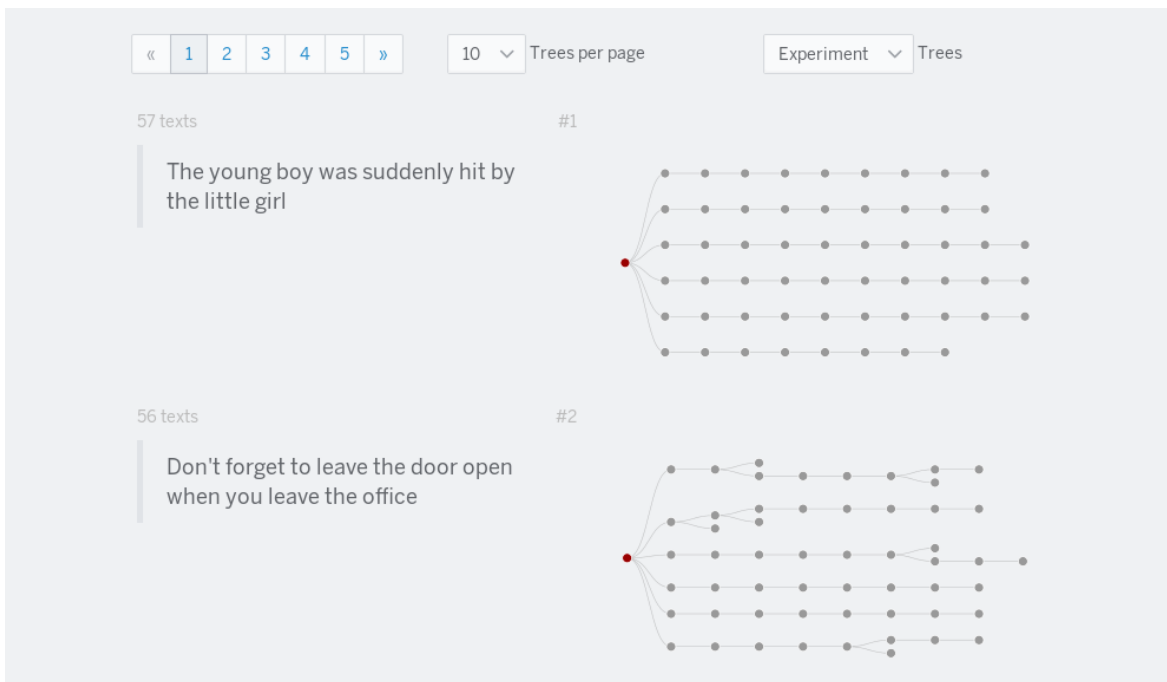 « 1 2 3 4 5 » 10 Trees per page Experiment Trees
57 texts #1
The young boy was suddenly hit by
the little girl
56 texts #2
Don't forget to leave the door open
when you leave the office